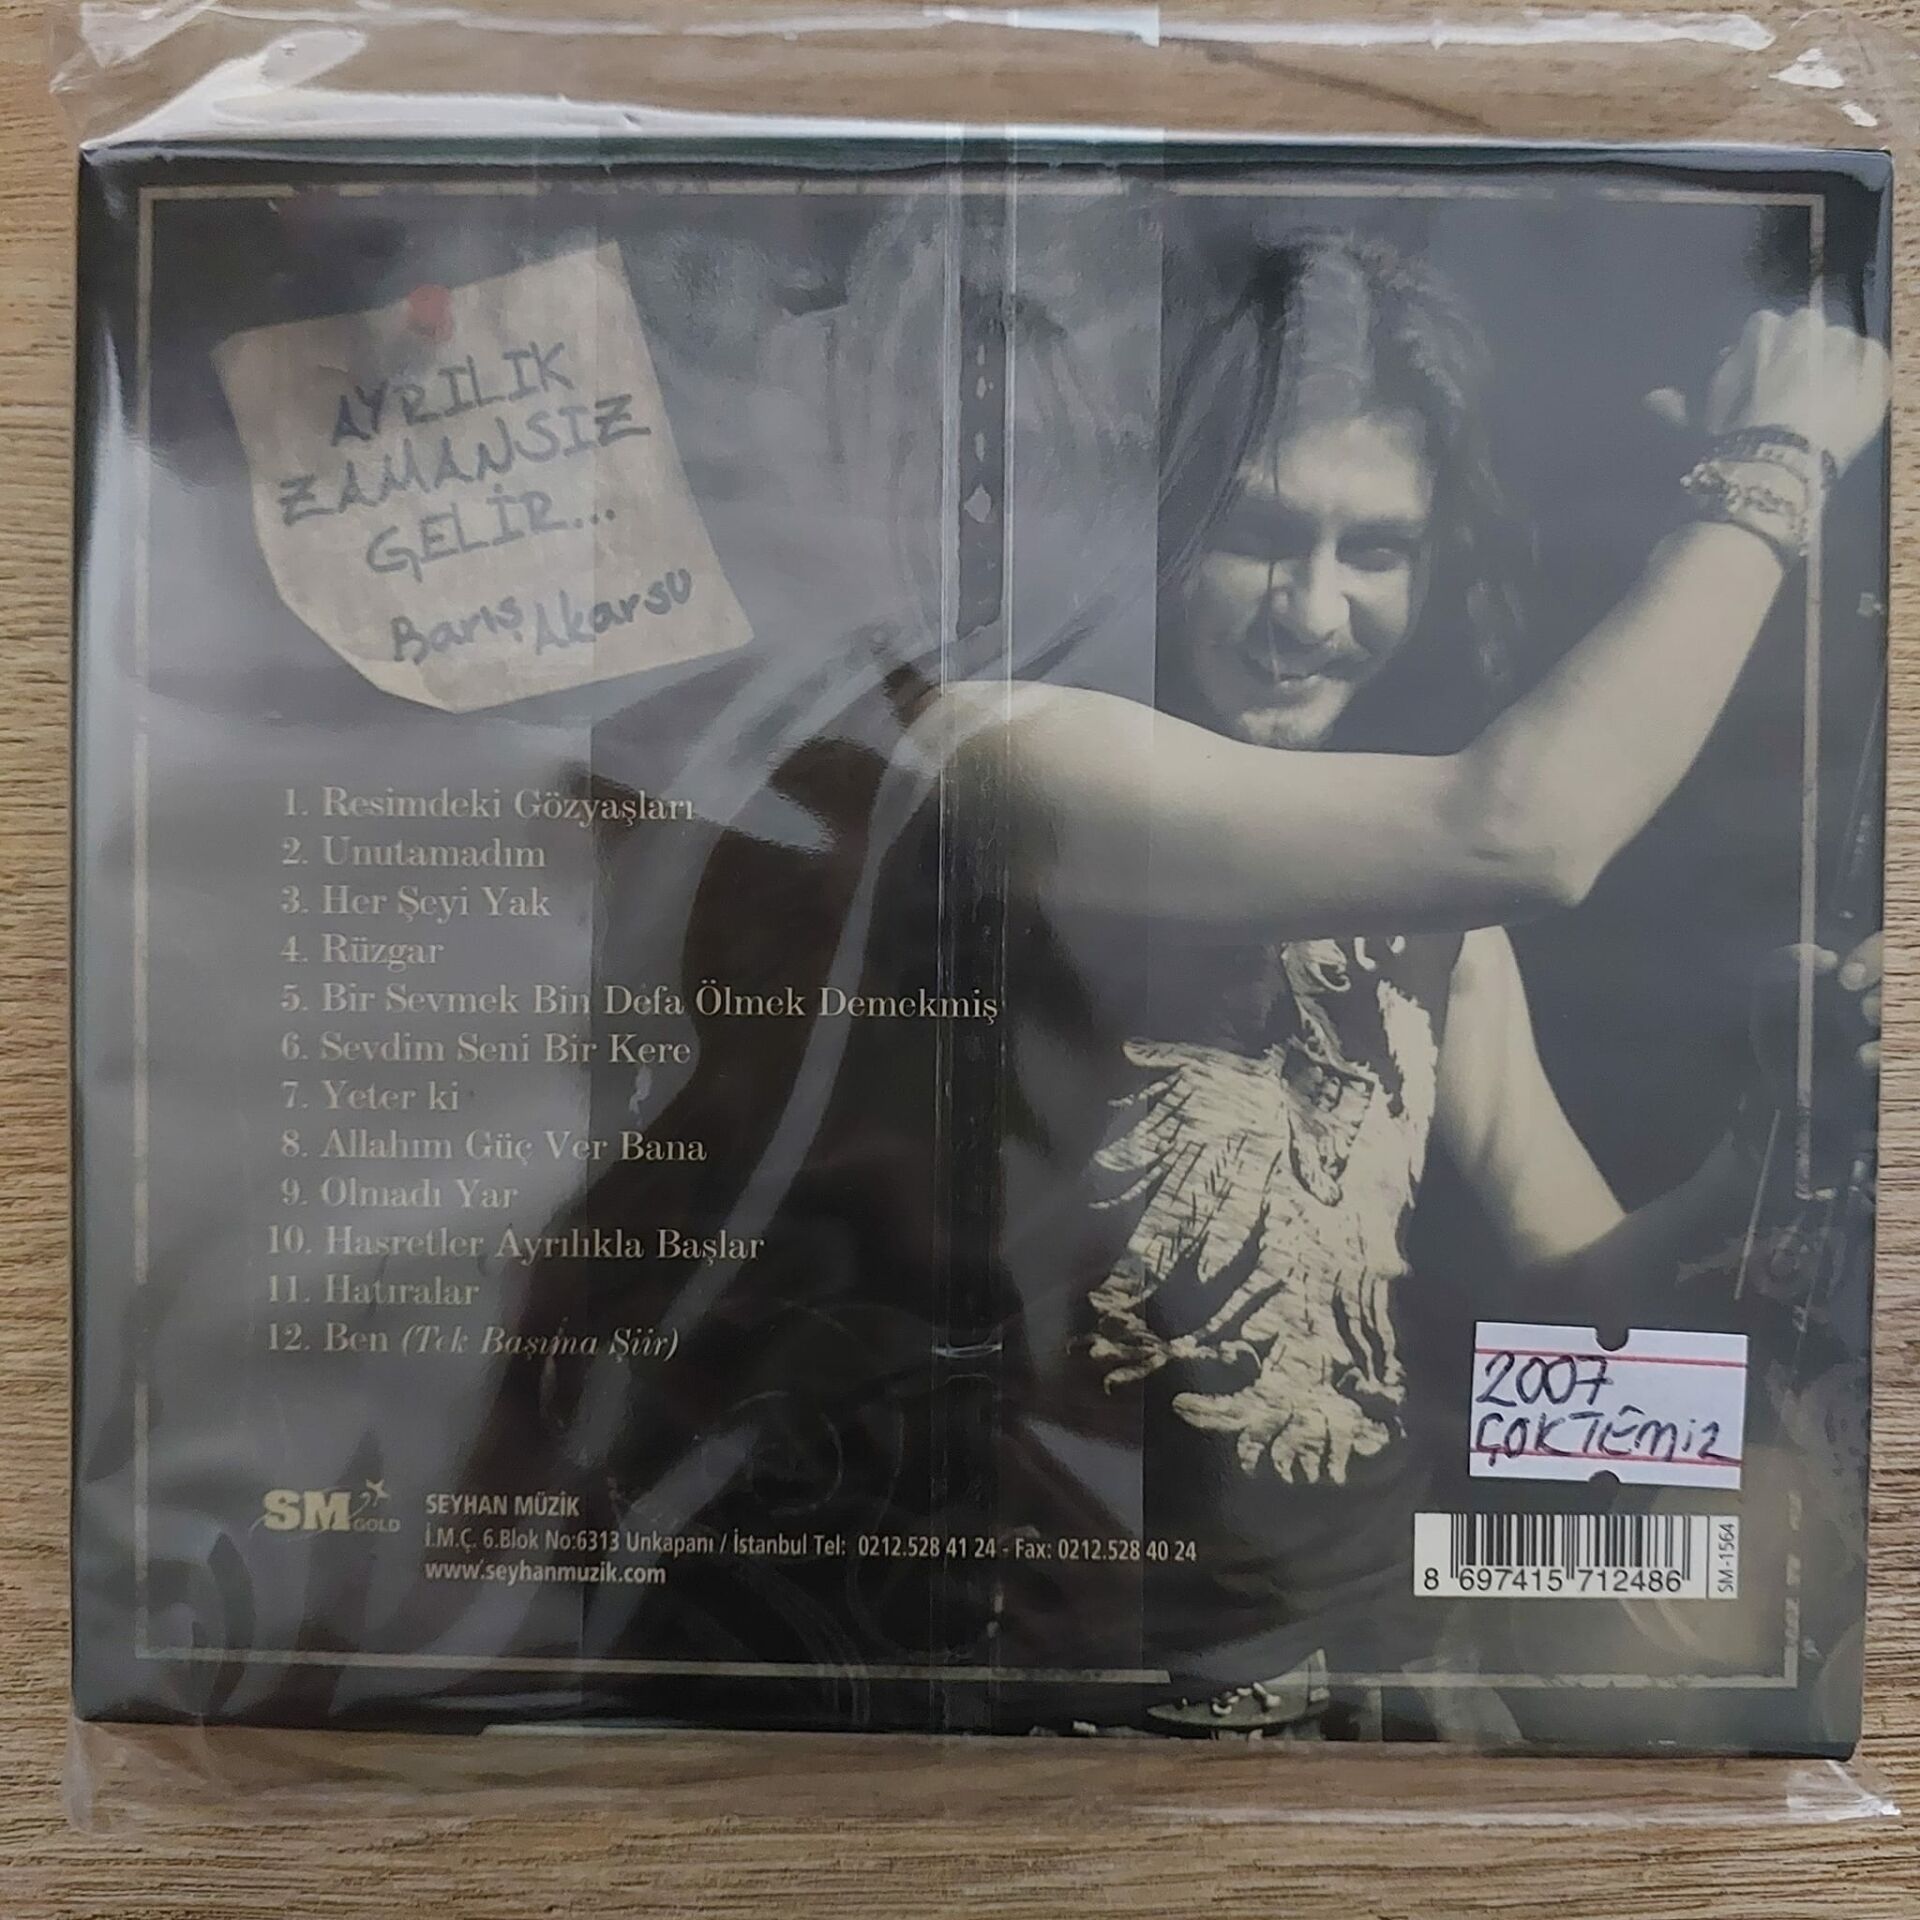 AYRILIK
ZAMANSIZ
GELİR...
Barış Akarsu
1. Resimdeki Gözyaşları
2. Unutamadım
3. Her Şeyi Yak
4. Rüzgar
5. Bir Sevmek Bin Defa Ölmek Demekmiş
6. Sevdim Seni Bir Kere
7. Yeter ki
8. Allahım Güç Ver Bana
9. Olmadı Yar
10. Hasretler Ayrılıkla Başlar
11. Hatıralar
12. Ben (Tek Başıma Şiir)
2007
ÇOK TEMİZ
SM GOLD
SEYHAN MÜZİK
İ.M.Ç. 6.Blok No:6313 Unkapanı / İstanbul Tel: 0212.528 41 24 - Fax: 0212.528 40 24
www.seyhanmuzik.com
8 697415 712486
SM-1564